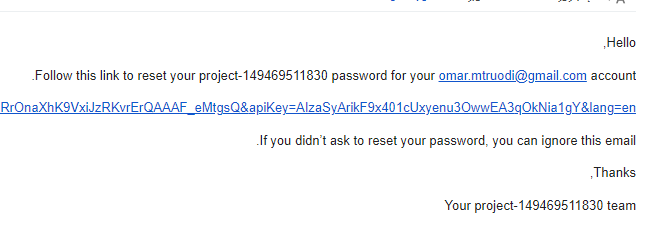 Hello,
Follow this link to reset your project-149469511830 password for your omar.mtruodi@gmail.com account.
RrOnaXhK9VxiJzRKvrErQAAAF_eMtgsQ&apiKey=AIzaSyArikF9x401cUxyenu3OwwEA3qOkNia1gY&lang=en
If you didn’t ask to reset your password, you can ignore this email.
Thanks,
Your project-149469511830 team